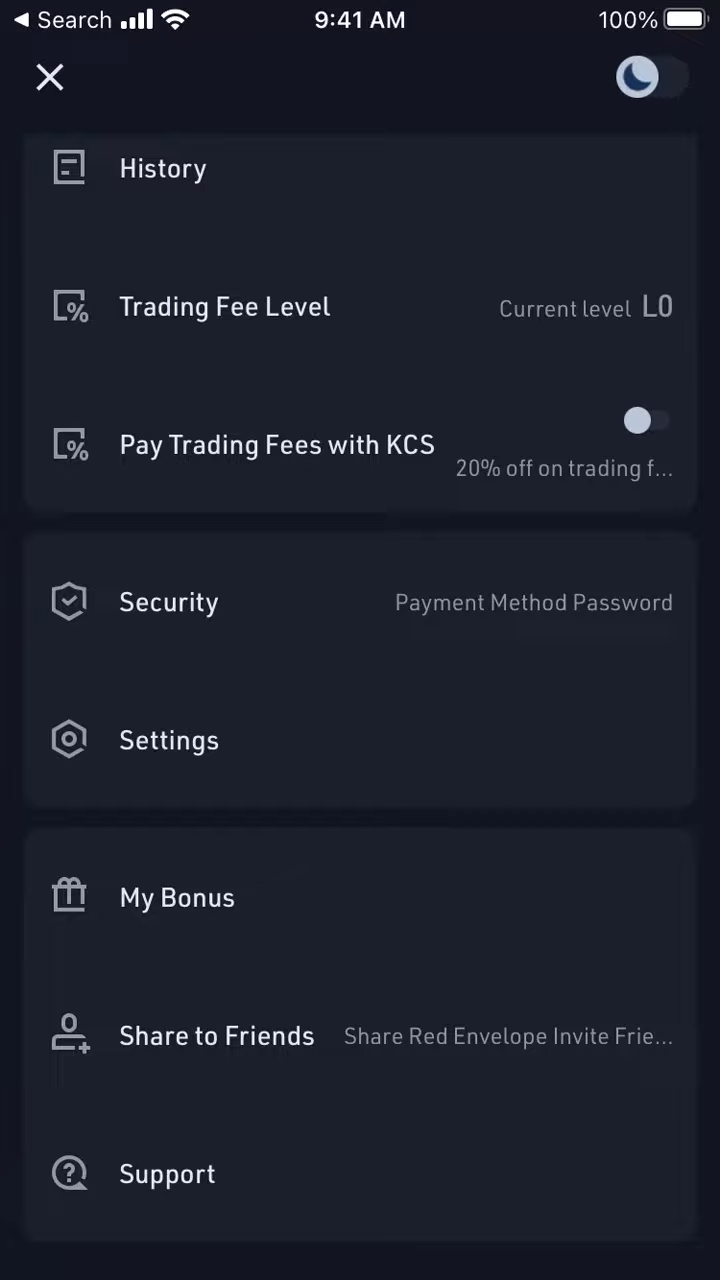 Search 9:41 AM 100%
History
Trading Fee Level Current level L0
Pay Trading Fees with KCS
20% off on trading f...
Security Payment Method Password
Settings
My Bonus
Share to Friends Share Red Envelope Invite Frie...
Support